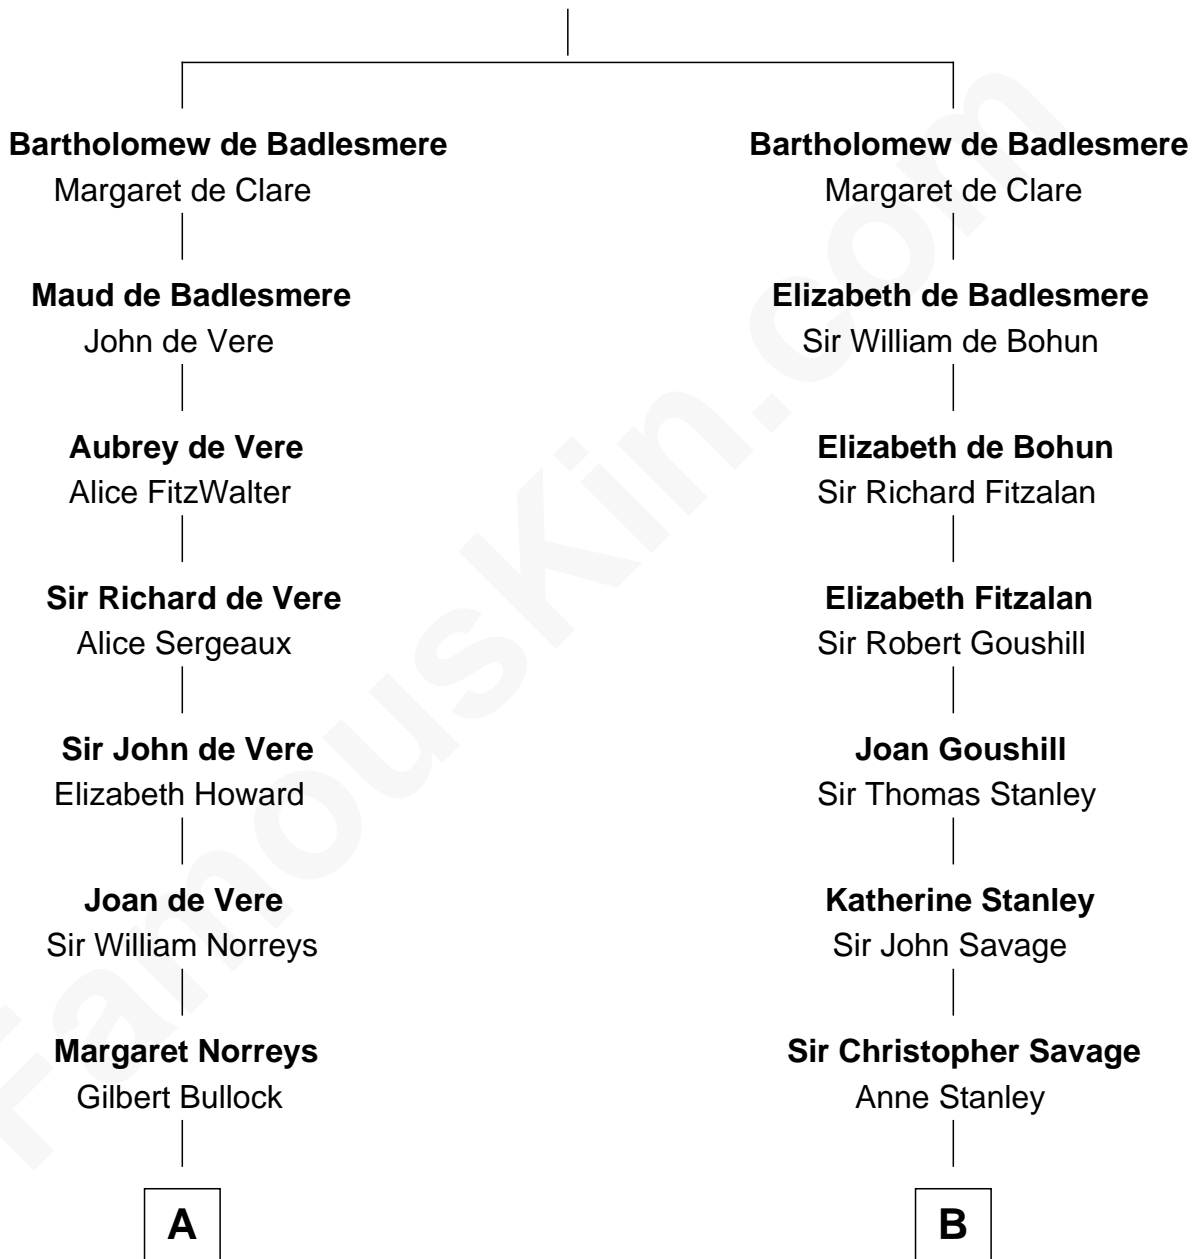 Bartholomew de Badlesmere
Margaret de Clare
Maud de Badlesmere
John de Vere
Aubrey de Vere
Alice FitzWalter
Sir Richard de Vere
Alice Sergeaux
Sir John de Vere
Elizabeth Howard
Joan de Vere
Sir William Norreys
Margaret Norreys
Gilbert Bullock
A
Bartholomew de Badlesmere
Margaret de Clare
Elizabeth de Badlesmere
Sir William de Bohun
Elizabeth de Bohun
Sir Richard Fitzalan
Elizabeth Fitzalan
Sir Robert Goushill
Joan Goushill
Sir Thomas Stanley
Katherine Stanley
Sir John Savage
Sir Christopher Savage
Anne Stanley
B
FamousKin.com